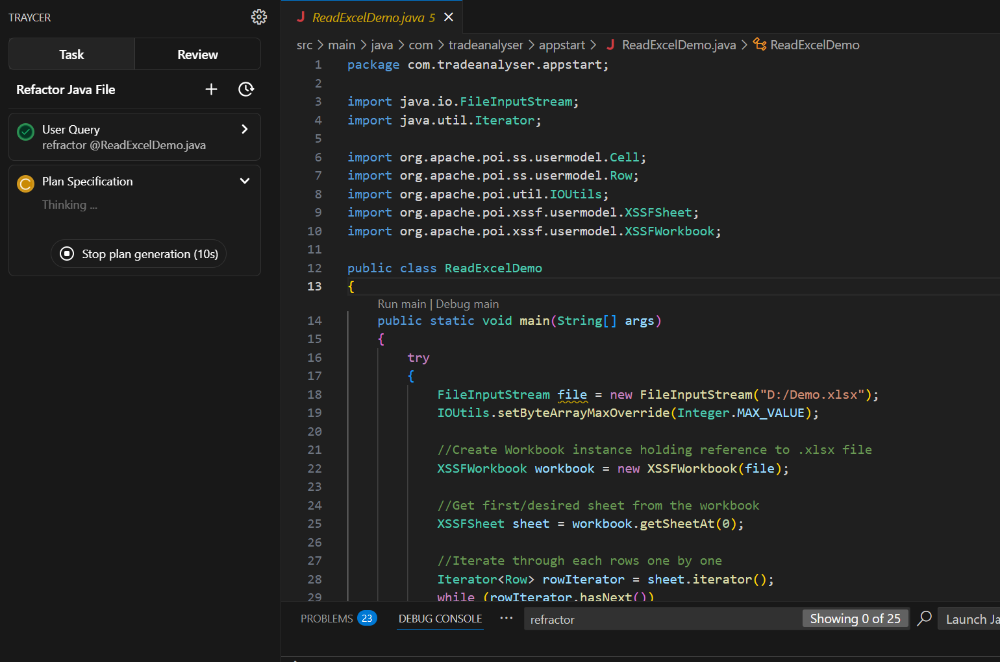 TRAYCER
Task
Review
Refactor Java File
User Query
refractor @ReadExcelDemo.java
Plan Specification
Thinking ...
Stop plan generation (10s)
J ReadExcelDemo.java 5
src > main > java > com > tradeanalyser > appstart > J ReadExcelDemo.java > ReadExcelDemo
1 package com.tradeanalyser.appstart;
2
3 import java.io.FileInputStream;
4 import java.util.Iterator;
5
6 import org.apache.poi.ss.usermodel.Cell;
7 import org.apache.poi.ss.usermodel.Row;
8 import org.apache.poi.util.IOUtils;
9 import org.apache.poi.xssf.usermodel.XSSFSheet;
10 import org.apache.poi.xssf.usermodel.XSSFWorkbook;
11
12 public class ReadExcelDemo
13 {
Run main | Debug main
14 public static void main(String[] args)
15 {
16 try
17 {
18 FileInputStream file = new FileInputStream("D:/Demo.xlsx");
19 IOUtils.setByteArrayMaxOverride(Integer.MAX_VALUE);
20
21 //Create Workbook instance holding reference to .xlsx file
22 XSSFWorkbook workbook = new XSSFWorkbook(file);
23
24 //Get first/desired sheet from the workbook
25 XSSFSheet sheet = workbook.getSheetAt(0);
26
27 //Iterate through each rows one by one
28 Iterator<Row> rowIterator = sheet.iterator();
29 while (rowIterator.hasNext())
PROBLEMS 23 DEBUG CONSOLE ··· refractor Showing 0 of 25 Launch Ja